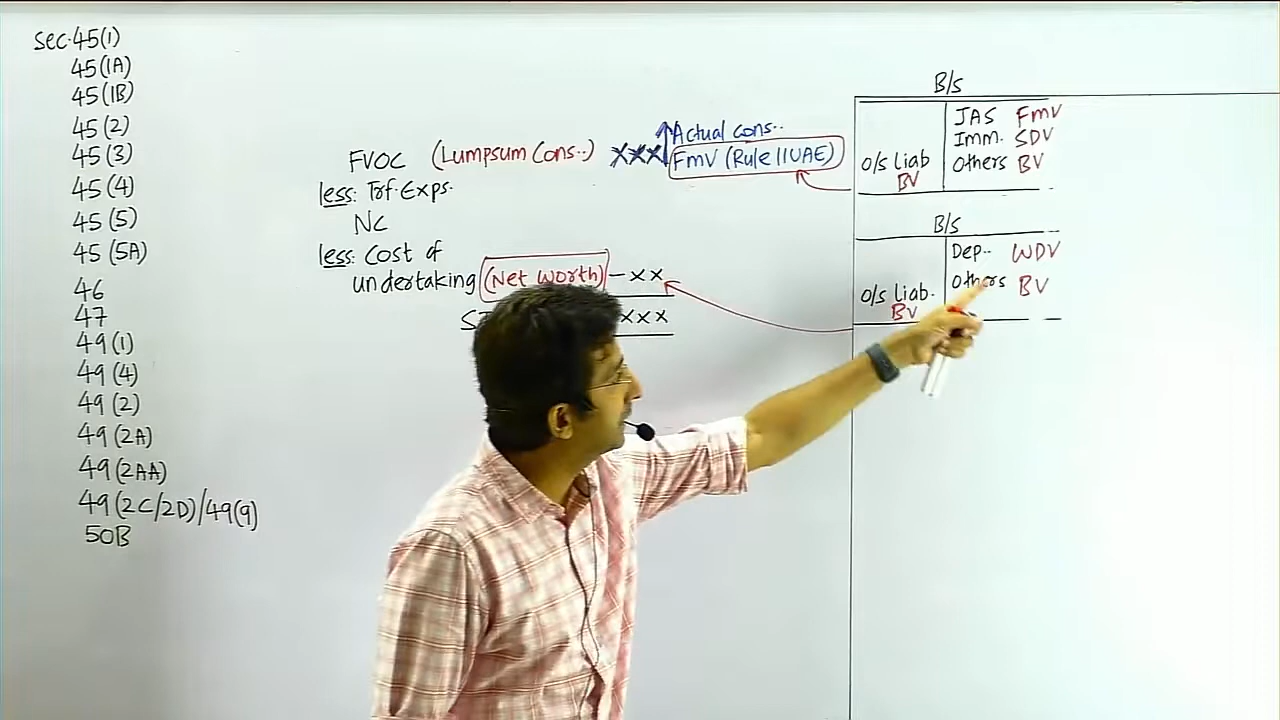 Sec. 45(1)
45(1A)
45(1B)
45(2)
45(3)
45(4)
45(5)
45(5A)
46
47
49(1)
49(4)
49(2)
49(2A)
49(2AA)
49(2C/2D)/49(9)
50B
FVOC (Lumpsum Cons..) XXX Actual cons..
FmV (Rule 11UAE)
less: Trf. Exps.
NC
less: Cost of
undertaking (Net Worth) – x x
xxx
B/S
JAS FmV
Imm. SDV
O/s Liab Others BV
BV
B/S
Dep.. WDV
O/s Liab. Others BV
BV